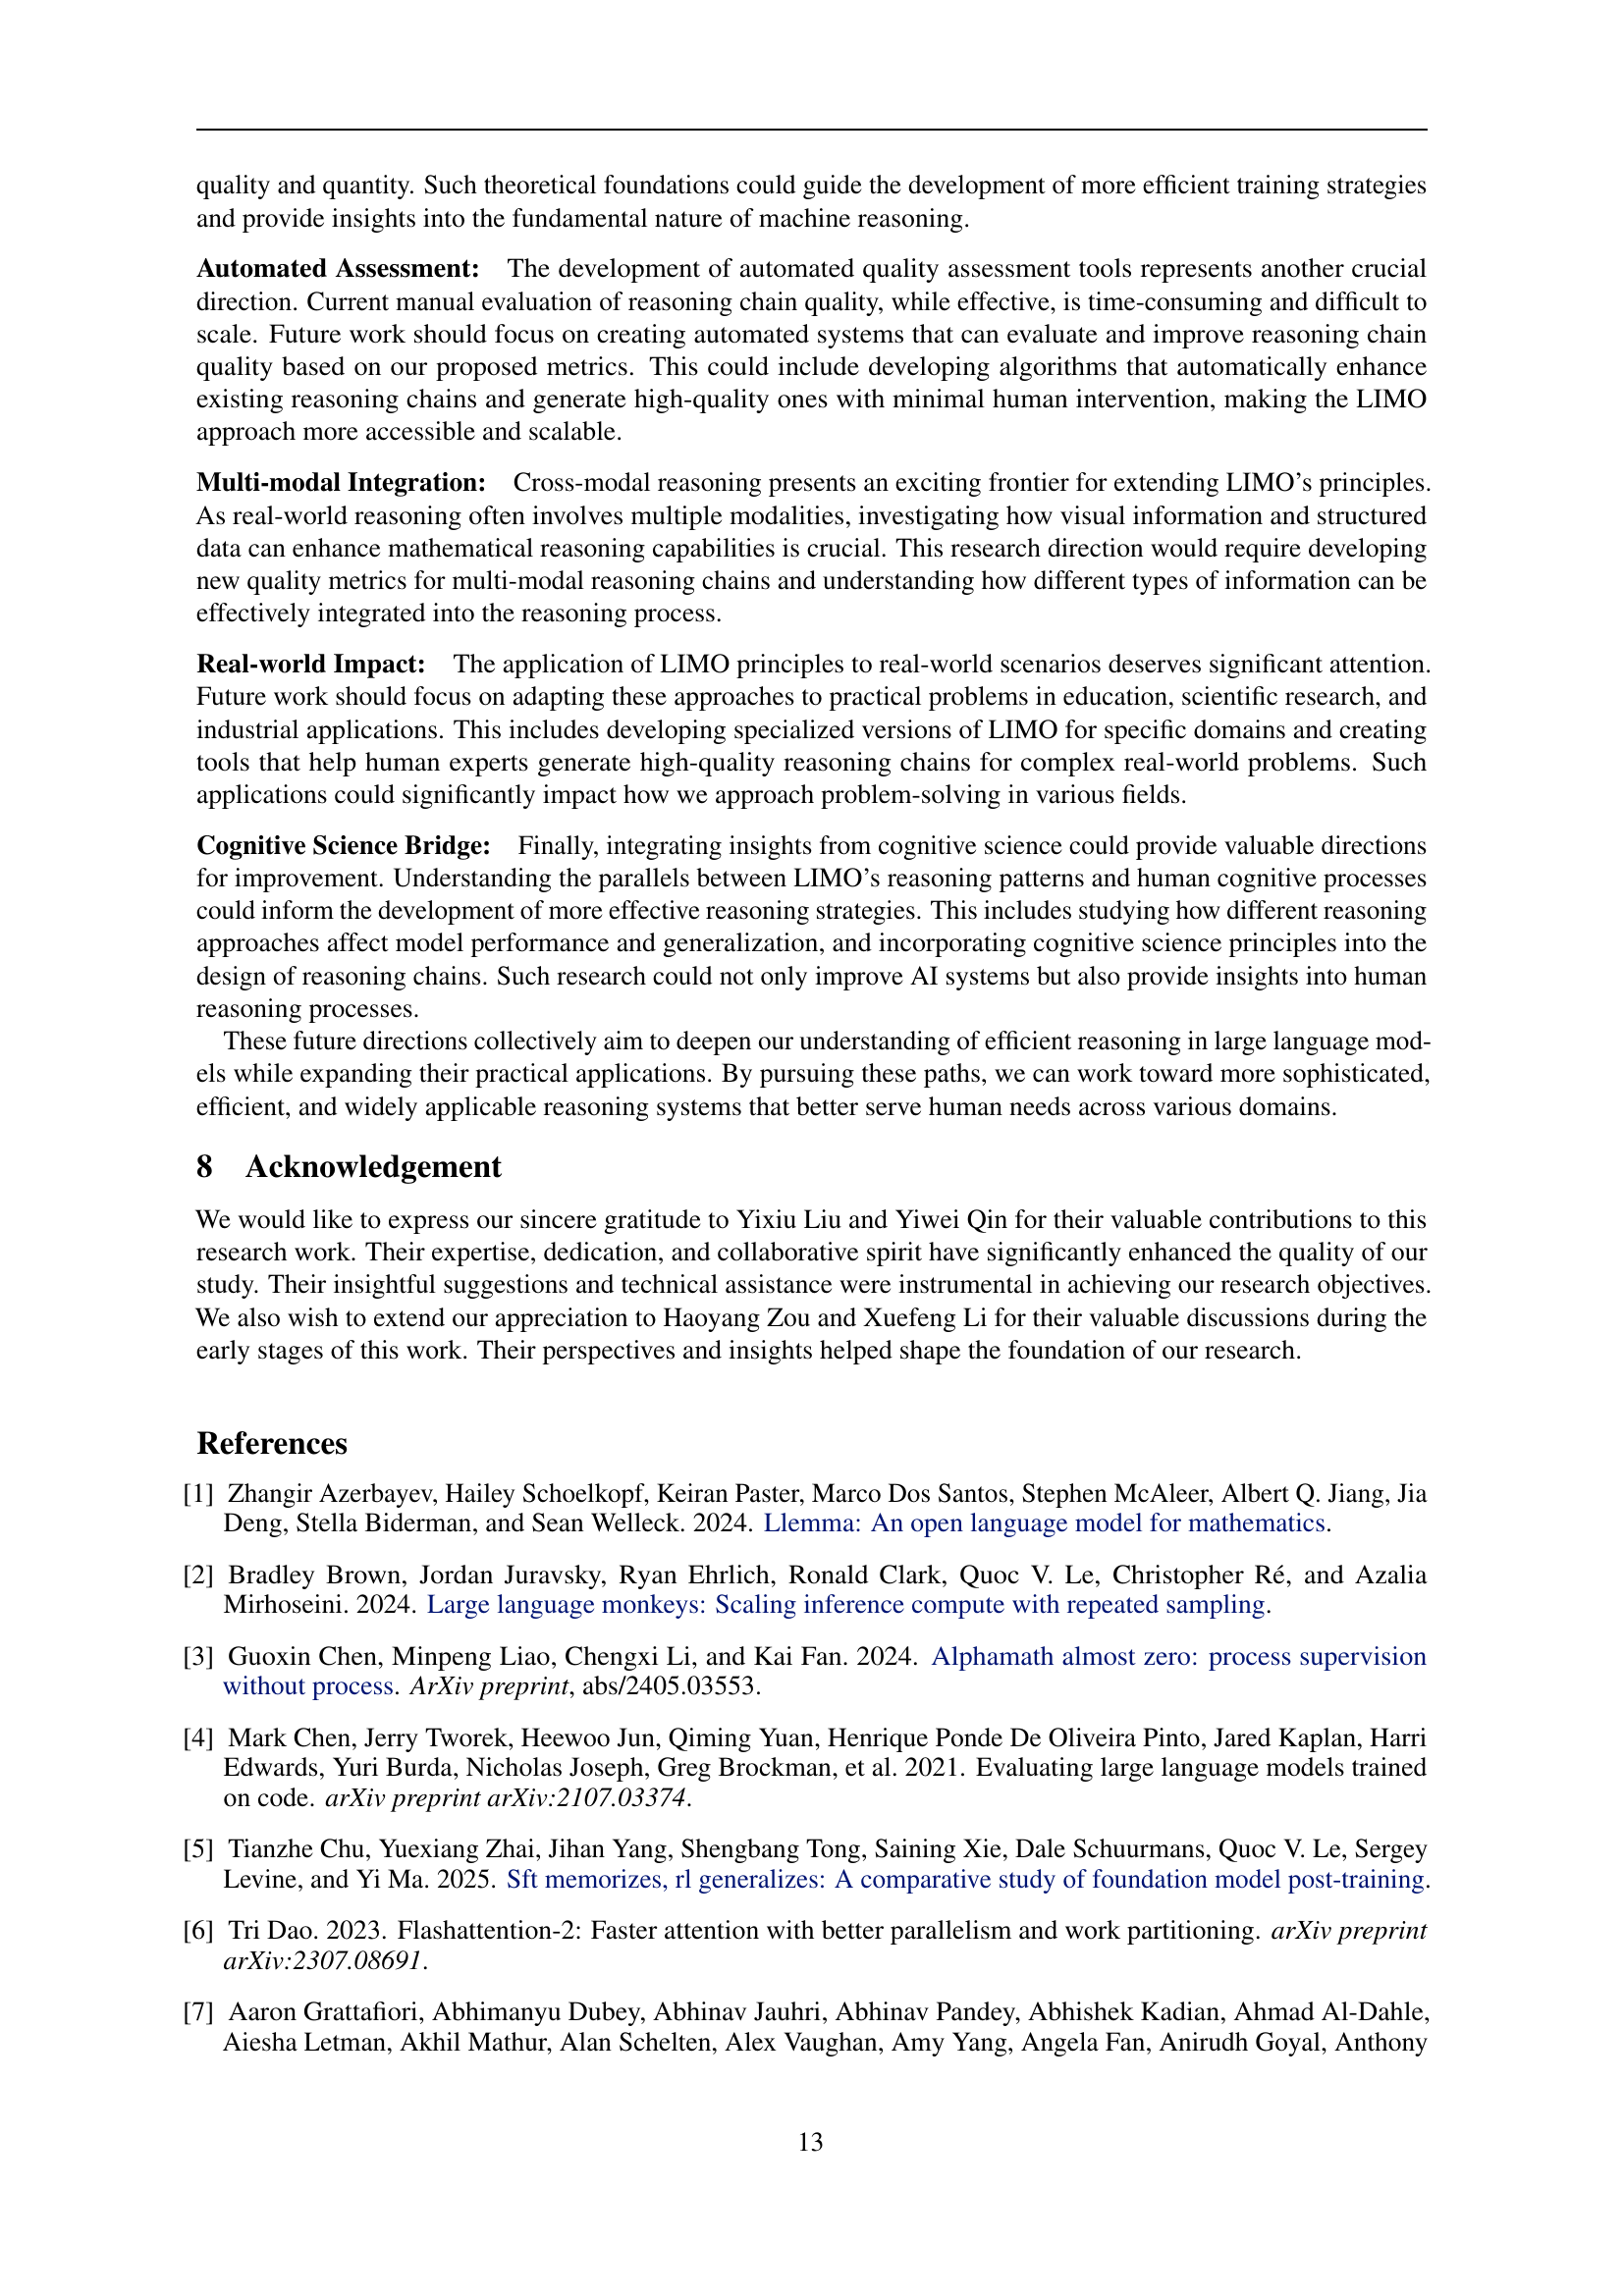 quality and quantity. Such theoretical foundations could guide the development of more efficient training strategies
and provide insights into the fundamental nature of machine reasoning.
Automated Assessment: The development of automated quality assessment tools represents another crucial
direction. Current manual evaluation of reasoning chain quality, while effective, is time-consuming and difficult to
scale. Future work should focus on creating automated systems that can evaluate and improve reasoning chain
quality based on our proposed metrics. This could include developing algorithms that automatically enhance
existing reasoning chains and generate high-quality ones with minimal human intervention, making the LIMO
approach more accessible and scalable.
Multi-modal Integration: Cross-modal reasoning presents an exciting frontier for extending LIMO's principles.
As real-world reasoning often involves multiple modalities, investigating how visual information and structured
data can enhance mathematical reasoning capabilities is crucial. This research direction would require developing
new quality metrics for multi-modal reasoning chains and understanding how different types of information can be
effectively integrated into the reasoning process.
Real-world Impact: The application of LIMO principles to real-world scenarios deserves significant attention.
Future work should focus on adapting these approaches to practical problems in education, scientific research, and
industrial applications. This includes developing specialized versions of LIMO for specific domains and creating
tools that help human experts generate high-quality reasoning chains for complex real-world problems. Such
applications could significantly impact how we approach problem-solving in various fields.
Cognitive Science Bridge: Finally, integrating insights from cognitive science could provide valuable directions
for improvement. Understanding the parallels between LIMO's reasoning patterns and human cognitive processes
could inform the development of more effective reasoning strategies. This includes studying how different reasoning
approaches affect model performance and generalization, and incorporating cognitive science principles into the
design of reasoning chains. Such research could not only improve AI systems but also provide insights into human
reasoning processes.
These future directions collectively aim to deepen our understanding of efficient reasoning in large language mod-
els while expanding their practical applications. By pursuing these paths, we can work toward more sophisticated,
efficient, and widely applicable reasoning systems that better serve human needs across various domains.
8 Acknowledgement
We would like to express our sincere gratitude to Yixiu Liu and Yiwei Qin for their valuable contributions to this
research work. Their expertise, dedication, and collaborative spirit have significantly enhanced the quality of our
study. Their insightful suggestions and technical assistance were instrumental in achieving our research objectives.
We also wish to extend our appreciation to Haoyang Zou and Xuefeng Li for their valuable discussions during the
early stages of this work. Their perspectives and insights helped shape the foundation of our research.
References
[1] Zhangir Azerbayev, Hailey Schoelkopf, Keiran Paster, Marco Dos Santos, Stephen McAleer, Albert Q. Jiang, Jia
Deng, Stella Biderman, and Sean Welleck. 2024. Llemma: An open language model for mathematics.
[2] Bradley Brown, Jordan Juravsky, Ryan Ehrlich, Ronald Clark, Quoc V. Le, Christopher Ré, and Azalia
Mirhoseini. 2024. Large language monkeys: Scaling inference compute with repeated sampling.
[3] Guoxin Chen, Minpeng Liao, Chengxi Li, and Kai Fan. 2024. Alphamath almost zero: process supervision
without process. ArXiv preprint, abs/2405.03553.
[4] Mark Chen, Jerry Tworek, Heewoo Jun, Qiming Yuan, Henrique Ponde De Oliveira Pinto, Jared Kaplan, Harri
Edwards, Yuri Burda, Nicholas Joseph, Greg Brockman, et al. 2021. Evaluating large language models trained
on code. arXiv preprint arXiv:2107.03374.
[5] Tianzhe Chu, Yuexiang Zhai, Jihan Yang, Shengbang Tong, Saining Xie, Dale Schuurmans, Quoc V. Le, Sergey
Levine, and Yi Ma. 2025. Sft memorizes, rl generalizes: A comparative study of foundation model post-training.
[6] Tri Dao. 2023. Flashattention-2: Faster attention with better parallelism and work partitioning. arXiv preprint
arXiv:2307.08691.
[7] Aaron Grattafiori, Abhimanyu Dubey, Abhinav Jauhri, Abhinav Pandey, Abhishek Kadian, Ahmad Al-Dahle,
Aiesha Letman, Akhil Mathur, Alan Schelten, Alex Vaughan, Amy Yang, Angela Fan, Anirudh Goyal, Anthony
13